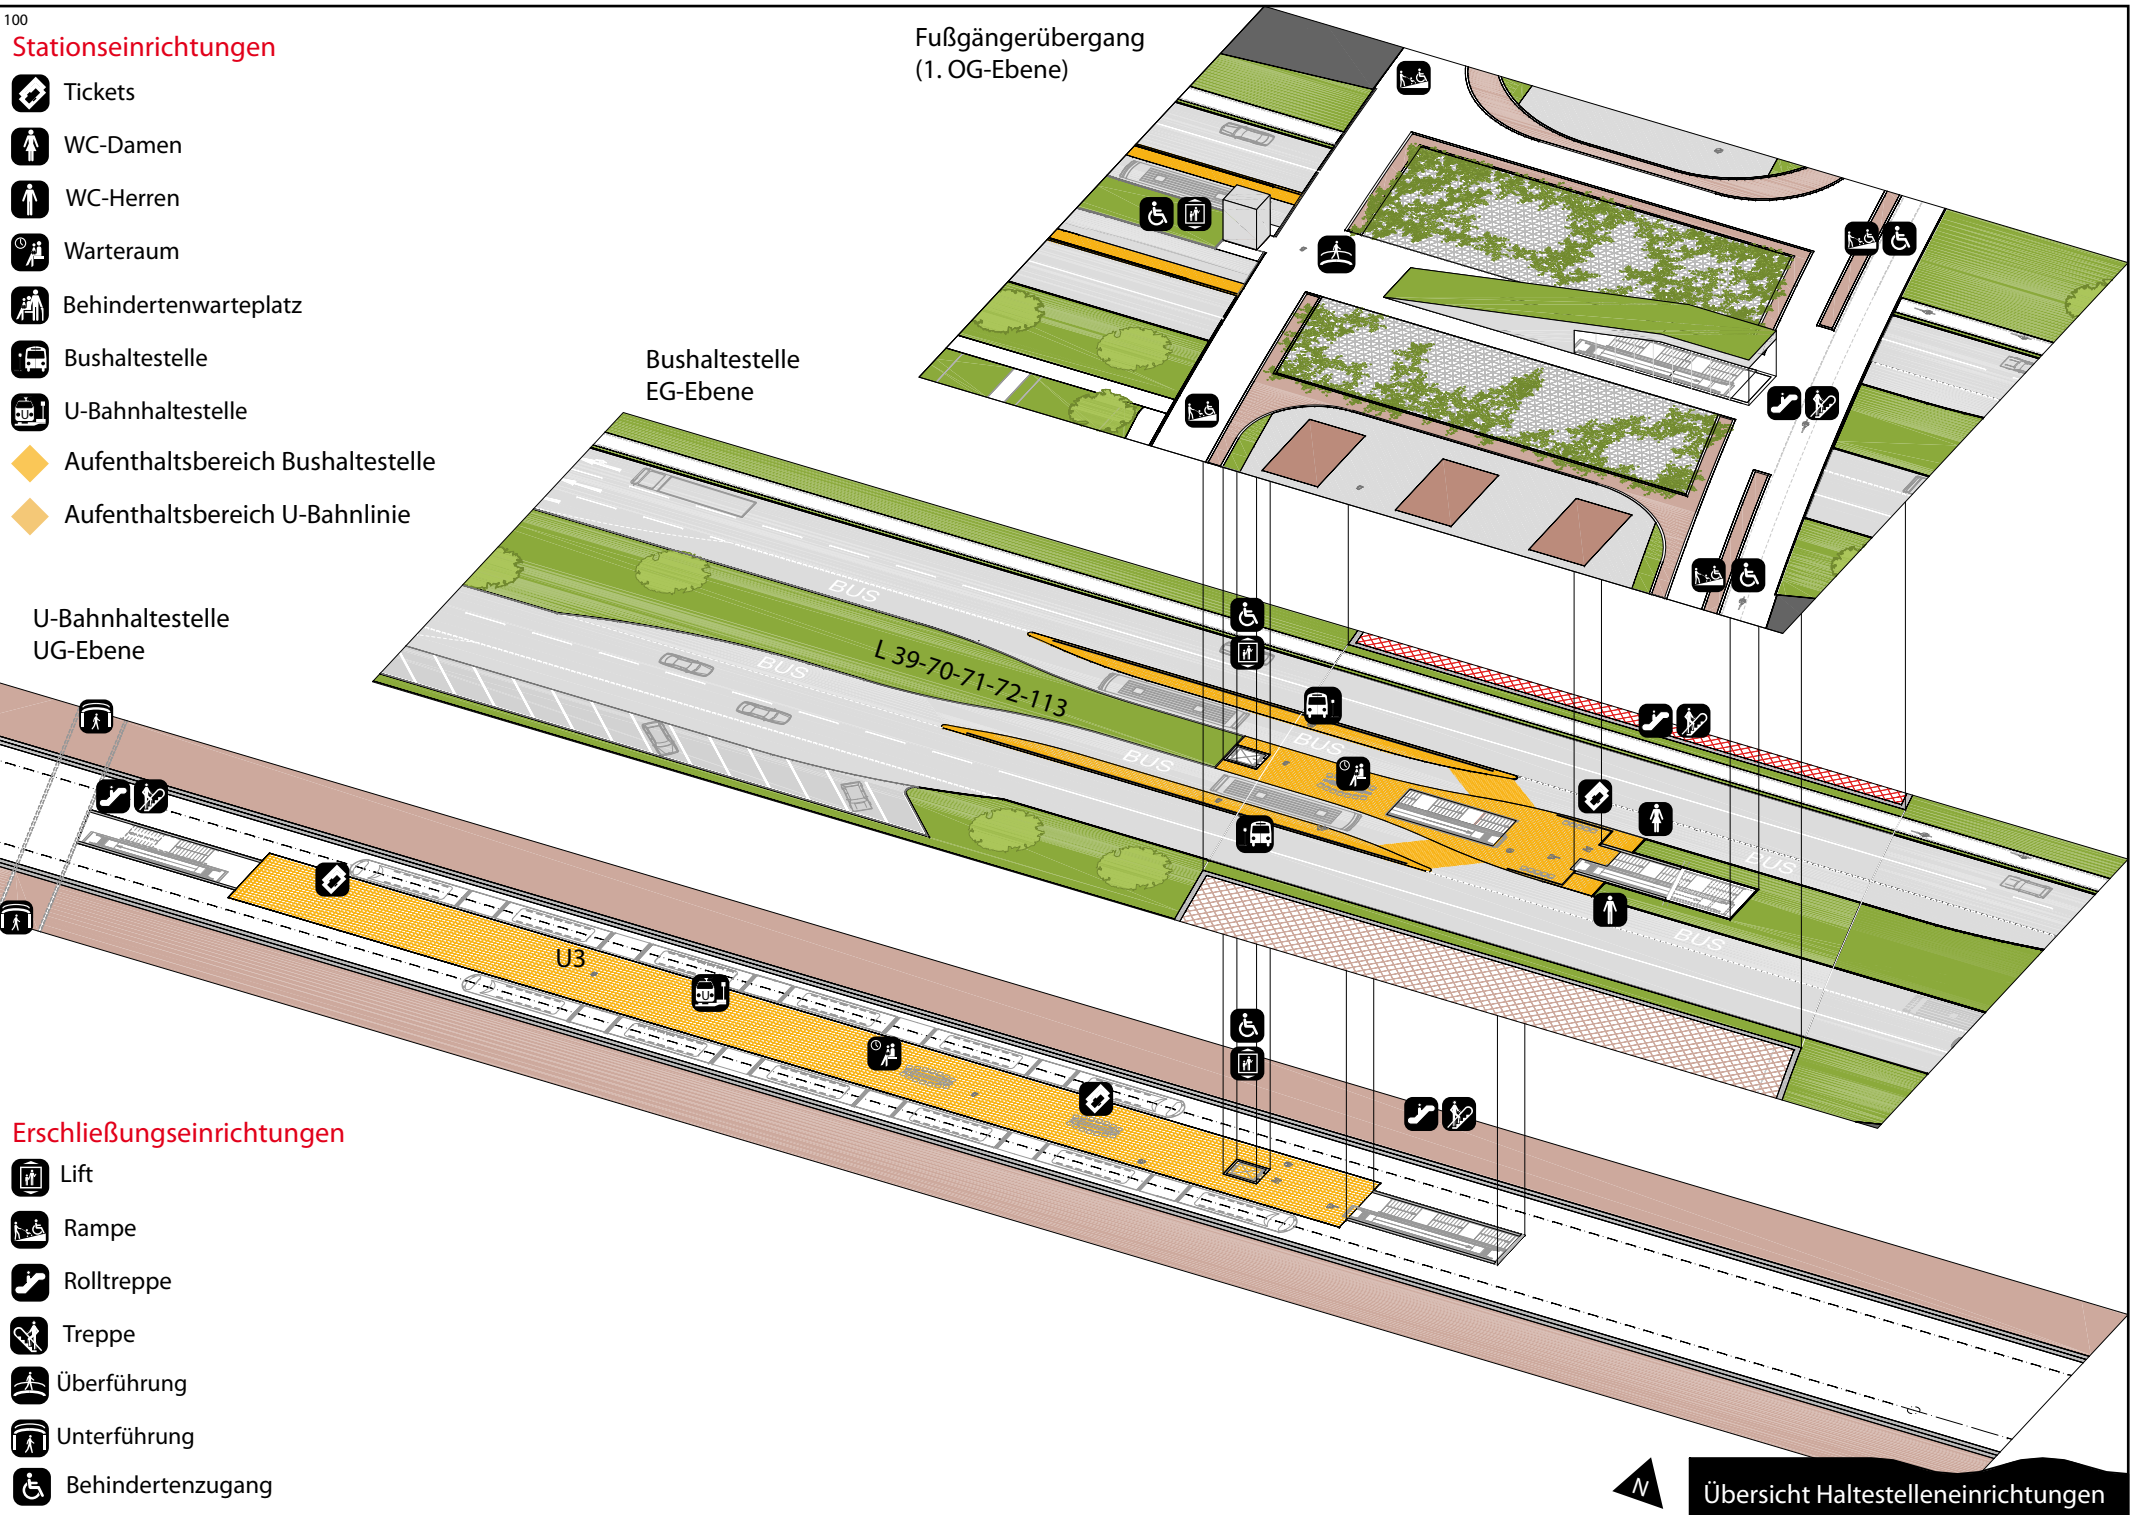 100
Stationseinrichtungen
Tickets
WC-Damen
WC-Herren
Warteraum
Behindertenwarteplatz
Bushaltestelle
U-Bahnhaltestelle
Aufenthaltsbereich Bushaltestelle
Aufenthaltsbereich U-Bahnlinie
Fußgängerübergang
(1. OG-Ebene)
Bushaltestelle
EG-Ebene
BUS
BUS
L 39-70-71-72-113
BUS
BUS
BUS
BUS
U-Bahnhaltestelle
UG-Ebene
U3
U
Erschließungseinrichtungen
Lift
Rampe
Rolltreppe
Treppe
Überführung
Unterführung
Behindertenzugang
N
Übersicht Haltestelleneinrichtungen